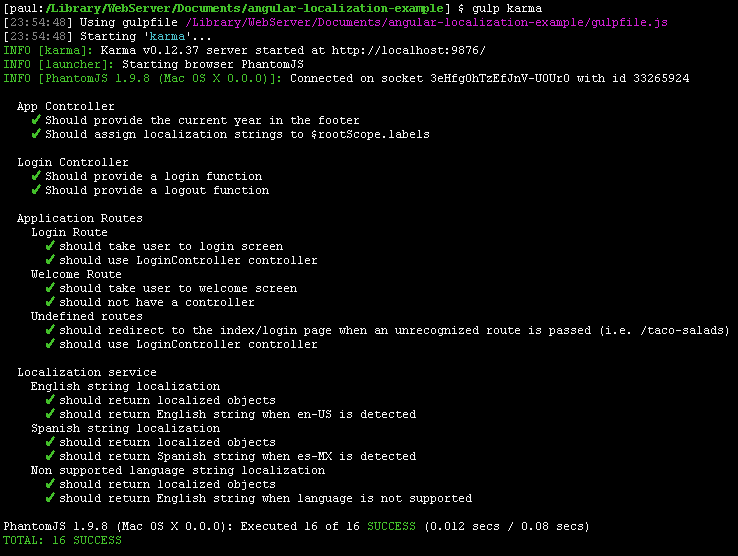 [paul:/Library/WebServer/Documents/angular-localization-example] $ gulp karma
[23:54:48] Using gulpfile /Library/WebServer/Documents/angular-localization-example/gulpfile.js
[23:54:48] Starting 'karma'...
INFO [karma]: Karma v0.12.37 server started at http://localhost:9876/
INFO [launcher]: Starting browser PhantomJS
INFO [PhantomJS 1.9.8 (Mac OS X 0.0.0)]: Connected on socket 3eHfg0hTzEfJnV-U0Ur0 with id 33265924
App Controller
✔ Should provide the current year in the footer
✔ Should assign localization strings to $rootScope.labels
Login Controller
✔ Should provide a login function
✔ Should provide a logout function
Application Routes
Login Route
✔ should take user to login screen
✔ should use LoginController controller
Welcome Route
✔ should take user to welcome screen
✔ should not have a controller
Undefined routes
✔ should redirect to the index/login page when an unrecognized route is passed (i.e. /taco-salads)
✔ should use LoginController controller
Localization service
English string localization
✔ should return localized objects
✔ should return English string when en-US is detected
Spanish string localization
✔ should return localized objects
✔ should return Spanish string when es-MX is detected
Non supported language string localization
✔ should return localized objects
✔ should return English string when language is not supported
PhantomJS 1.9.8 (Mac OS X 0.0.0): Executed 16 of 16 SUCCESS (0.012 secs / 0.08 secs)
TOTAL: 16 SUCCESS